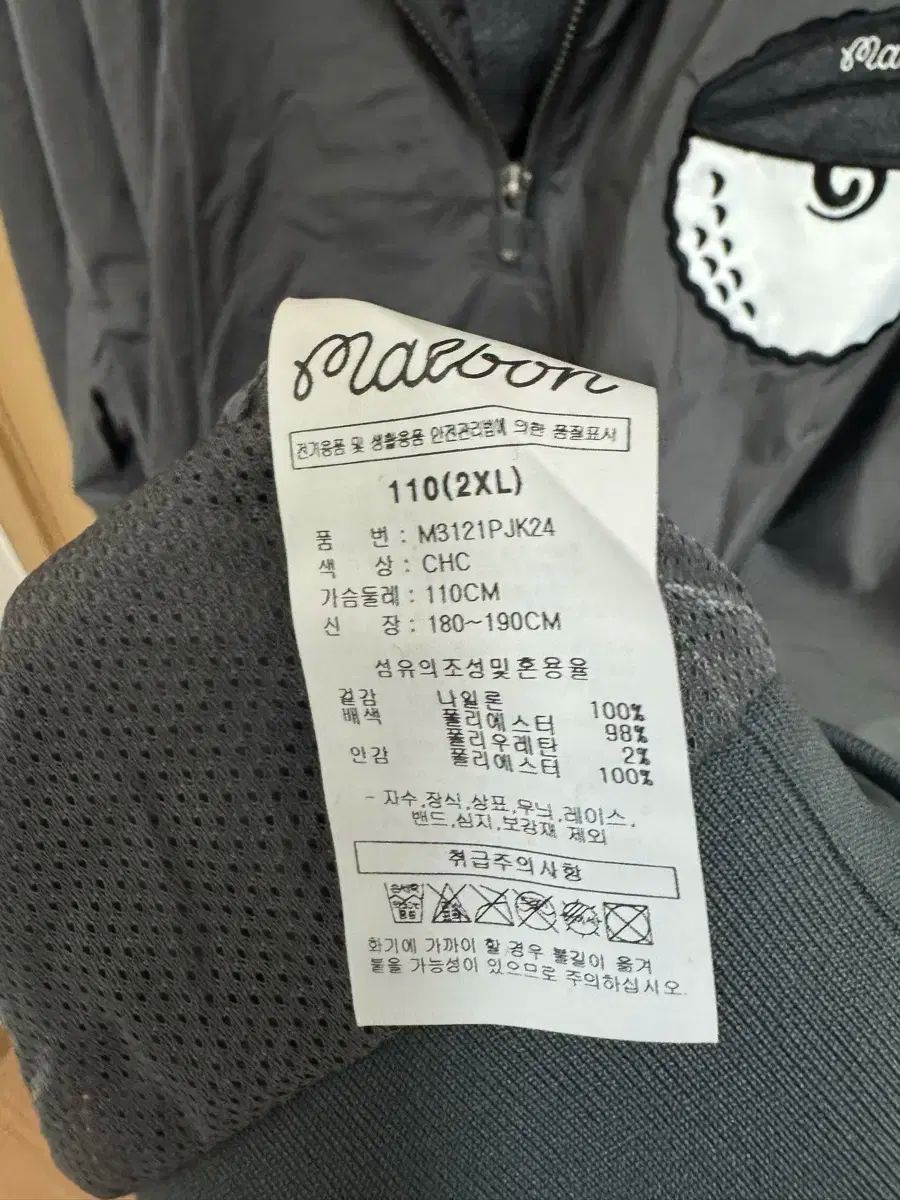 Ma
malbon
전기용품 및 생활용품 안전관리법에 의한 품질표시
110(2XL)
품 번 : M3121PJK24
색 상 : CHC
가슴둘레 : 110CM
신 장 : 180~190CM
섬유의조성및혼용율
겉감 나일론 100%
배색 폴리에스터 98%
폴리우레탄 2%
안감 폴리에스터 100%
- 자수,장식,상표,무늬,레이스,
밴드,심지,보강재 제외
취급주의사항
화기에 가까이 할 경우 불길이 옮겨
붙을 가능성이 있으므로 주의하십시오.